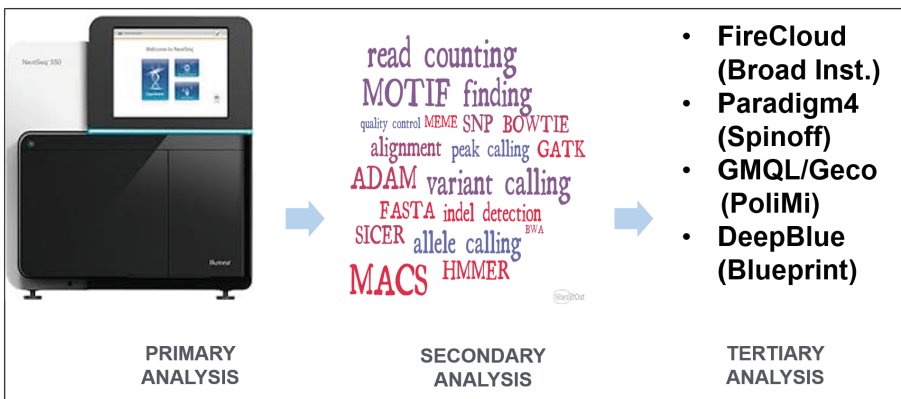 NextSeq 550
Welcome to NextSeq
illumina
read counting
MOTIF finding
quality control MEME SNP BOWTIE
alignment peak calling GATK
ADAM variant calling
FASTA indel detection
SICER allele calling BWA
MACS HMMER
WordItOut
• FireCloud
(Broad Inst.)
• Paradigm4
(Spinoff)
• GMQL/Geco
(PoliMi)
• DeepBlue
(Blueprint)
PRIMARY
ANALYSIS
SECONDARY
ANALYSIS
TERTIARY
ANALYSIS